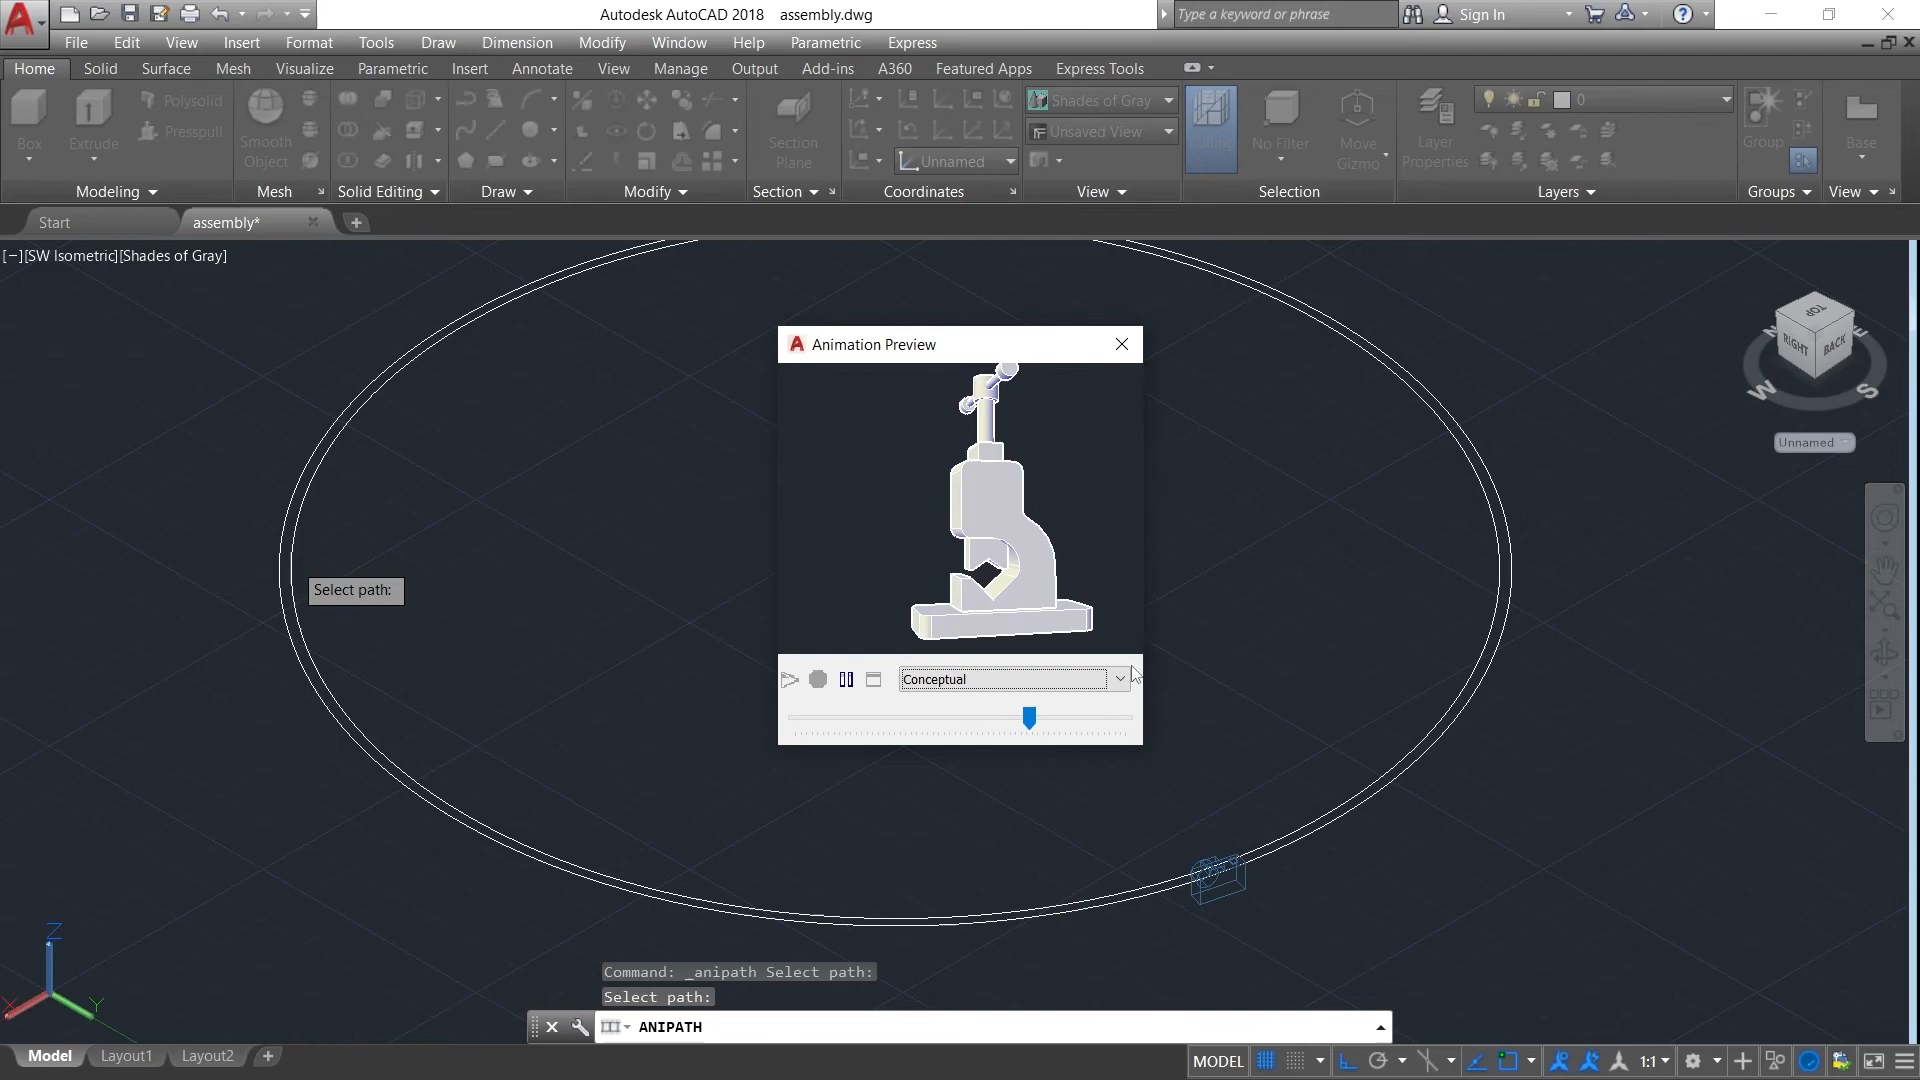 Autodesk AutoCAD 2018 assembly.dwg
Type a keyword or phrase
Sign In
File Edit View Insert Format Tools Draw Dimension Modify Window Help Parametric Express
Home Solid Surface Mesh Visualize Parametric Insert Annotate View Manage Output Add-ins A360 Featured Apps Express Tools
Box
Extrude
Polysolid
Presspull
Smooth
Object
Section
Plane
Shades of Gray
Unsaved View
Unnamed
Culling
No Filter
Move
Gizmo
Layer
Properties
0
Group
Base
Modeling Mesh Solid Editing Draw Modify Section Coordinates View Selection Layers Groups View
Start assembly*
[−][SW Isometric][Shades of Gray]
TOP
RIGHT
BACK
N
E
W
S
Unnamed
Animation Preview
Select path:
Conceptual
Z
X
Y
Command: _anipath Select path:
Select path:
ANIPATH
Model Layout1 Layout2
MODEL
1:1